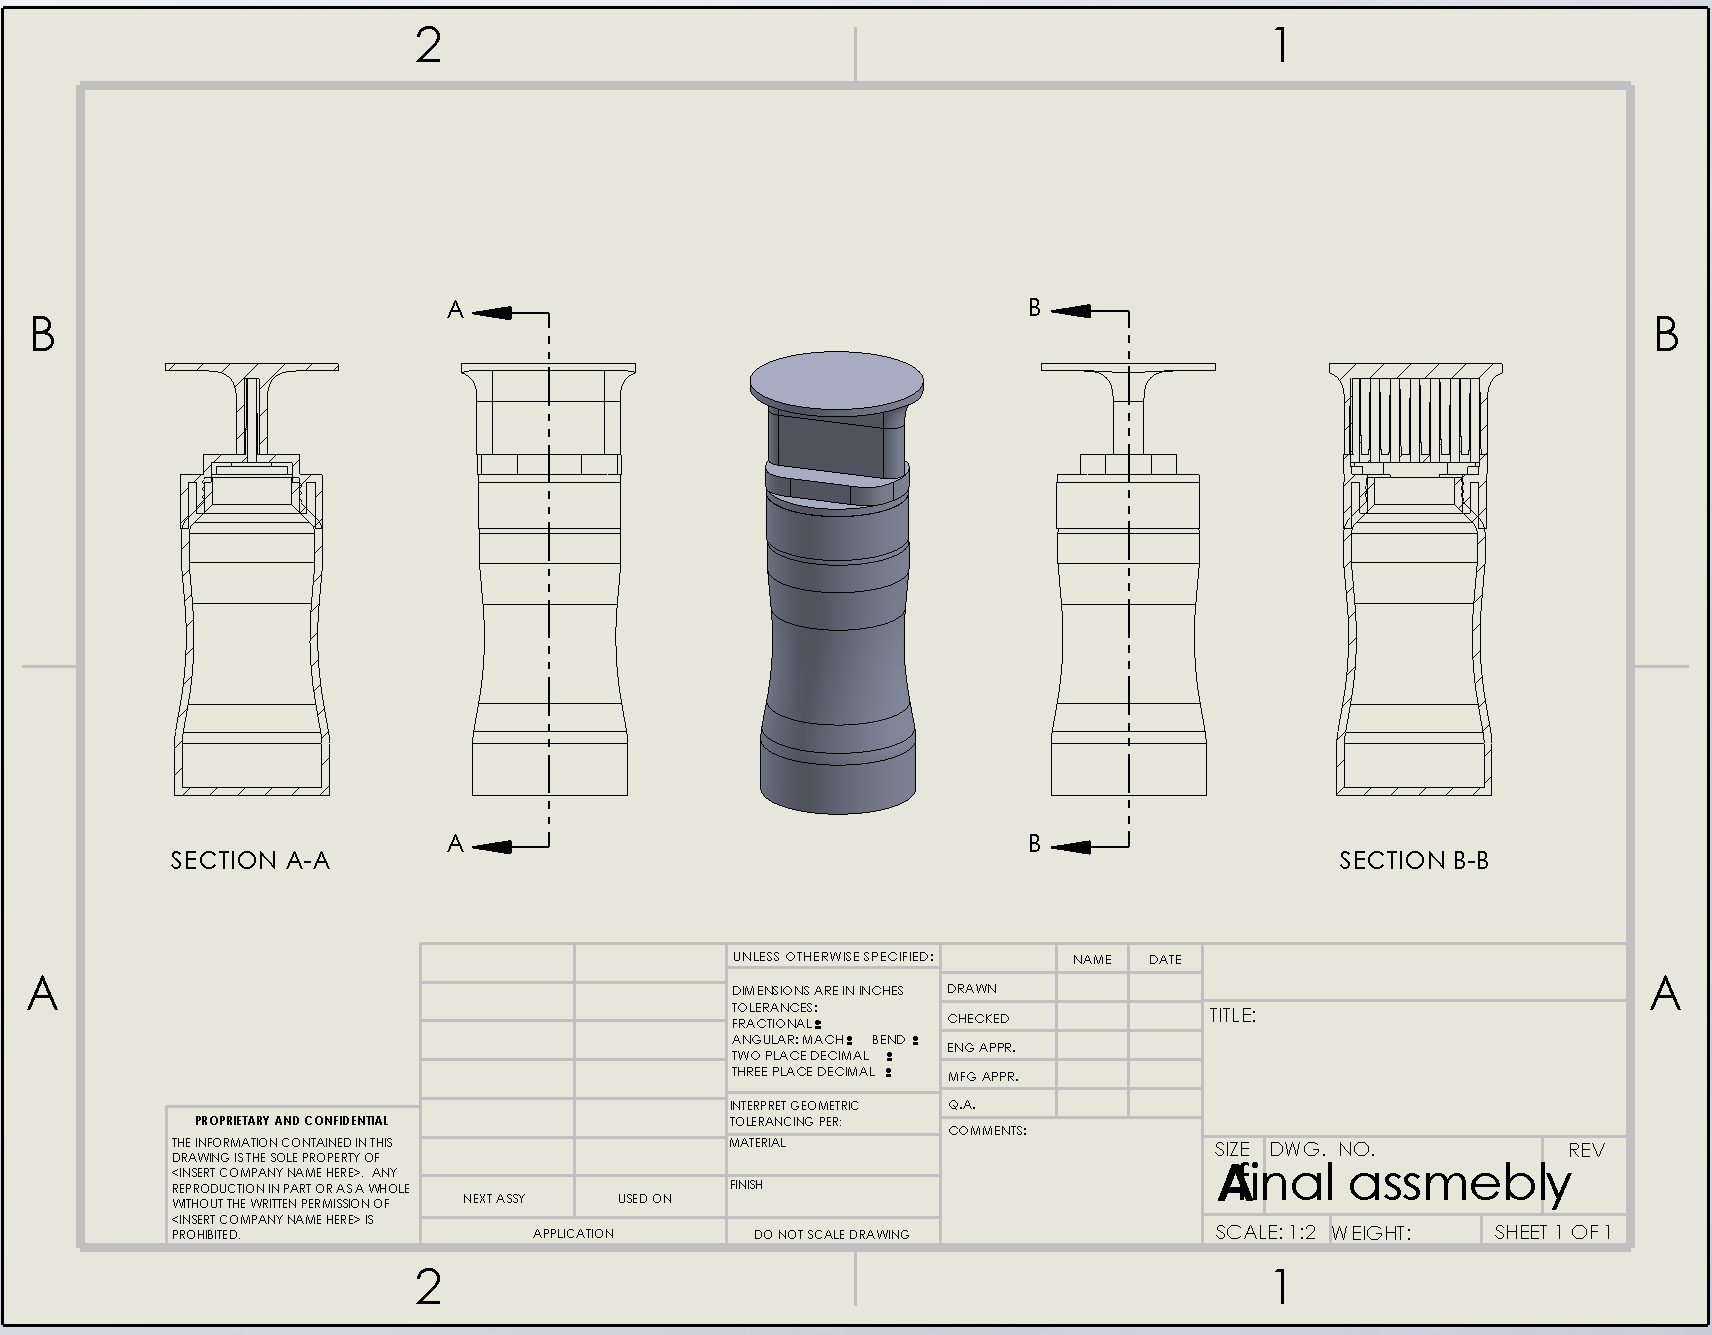 2 1
B B
A B
A B
SECTION A-A SECTION B-B
A A
UNLESS OTHERWISE SPECIFIED:
DIMENSIONS ARE IN INCHES
TOLERANCES:
FRACTIONAL±
ANGULAR: MACH± BEND ±
TWO PLACE DECIMAL ±
THREE PLACE DECIMAL ±
INTERPRET GEOMETRIC
TOLERANCING PER:
MATERIAL
FINISH
DO NOT SCALE DRAWING
NAME DATE
DRAWN
CHECKED
ENG APPR.
MFG APPR.
Q.A.
COMMENTS:
TITLE:
SIZE DWG. NO. REV
A final assmebly
SCALE: 1:2 WEIGHT: SHEET 1 OF 1
PROPRIETARY AND CONFIDENTIAL
THE INFORMATION CONTAINED IN THIS
DRAWING IS THE SOLE PROPERTY OF
<INSERT COMPANY NAME HERE>. ANY
REPRODUCTION IN PART OR AS A WHOLE
WITHOUT THE WRITTEN PERMISSION OF
<INSERT COMPANY NAME HERE> IS
PROHIBITED.
NEXT ASSY USED ON
APPLICATION
2 1